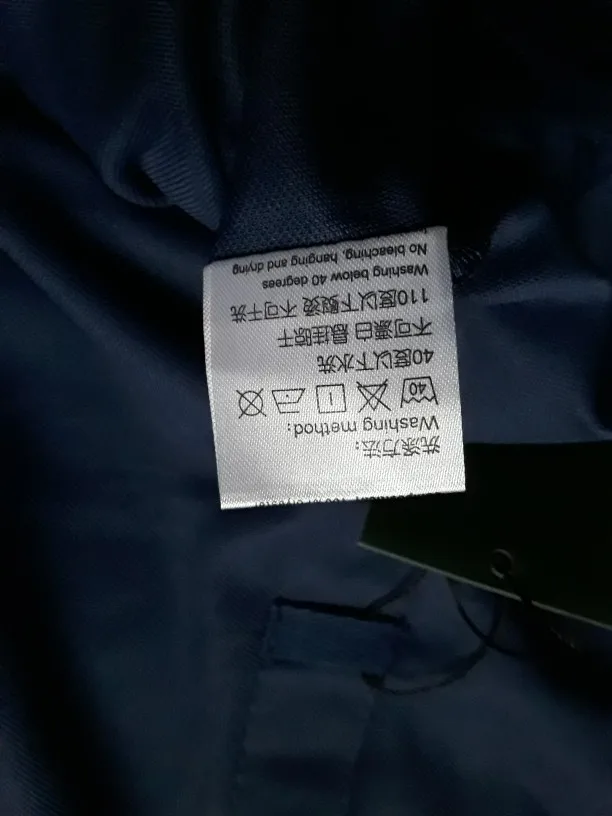 洗涤方法:
Washing method:
40
40度以下水洗
不可漂白 悬挂晾干
110度以下熨烫 不可干洗
Washing below 40 degrees
No bleaching, hanging and drying